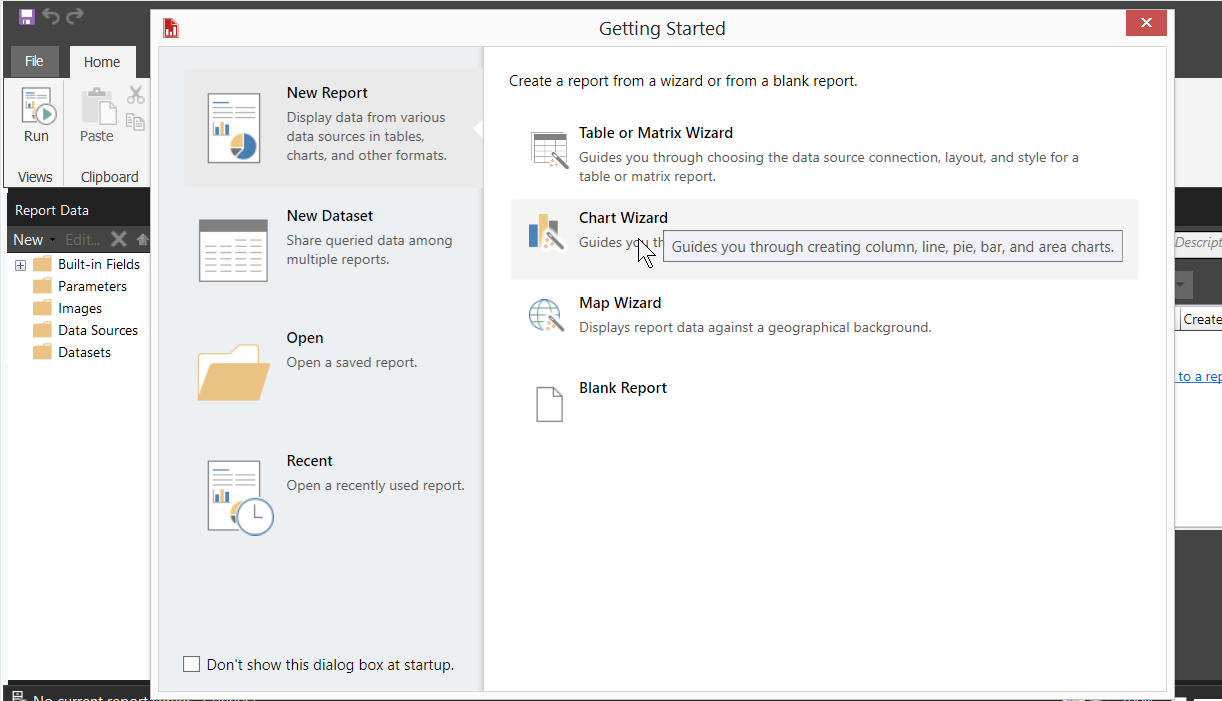 Getting Started
File
Home
Run
Paste
Views
Clipboard
Report Data
New
Edit...
Built-in Fields
Parameters
Images
Data Sources
Datasets
New Report
Display data from various
data sources in tables,
charts, and other formats.
New Dataset
Share queried data among
multiple reports.
Open
Open a saved report.
Recent
Open a recently used report.
Don't show this dialog box at startup.
Create a report from a wizard or from a blank report.
Table or Matrix Wizard
Guides you through choosing the data source connection, layout, and style for a
table or matrix report.
Chart Wizard
Guides you th
Guides you through creating column, line, pie, bar, and area charts.
Map Wizard
Displays report data against a geographical background.
Blank Report
Descript
Create
to a rep
No current report